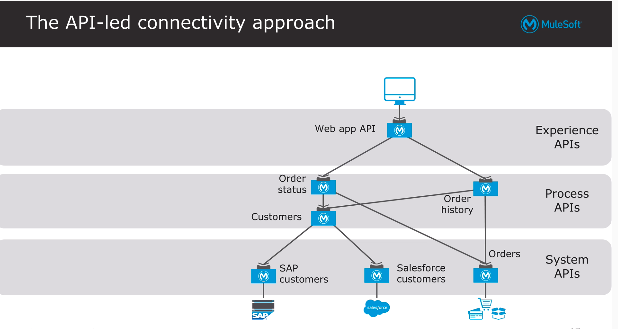 The API-led connectivity approach
MuleSoft
Web app API
Experience
APIs
Order
status
Order
history
Process
APIs
Customers
Orders
SAP
customers
Salesforce
customers
System
APIs
SAP
salesforce